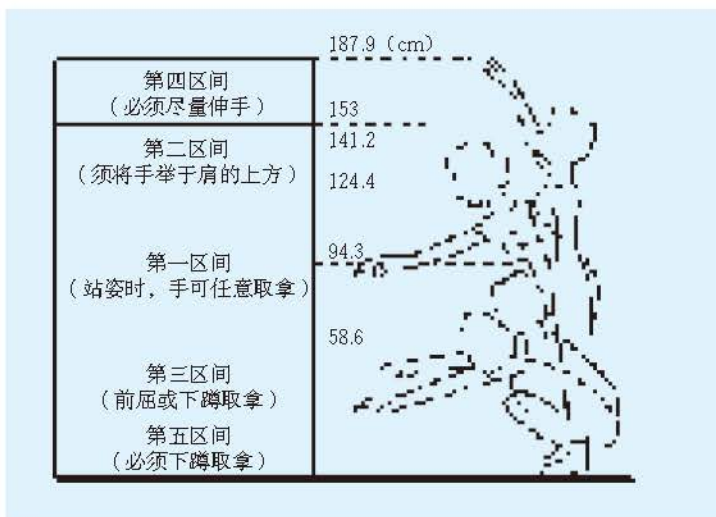 187.9（cm）
第四区间
（必须尽量伸手）
153
141.2
第二区间
（须将手举于肩的上方）
124.4
94.3
第一区间
（站姿时，手可任意取拿）
58.6
第三区间
（前屈或下蹲取拿）
第五区间
（必须下蹲取拿）